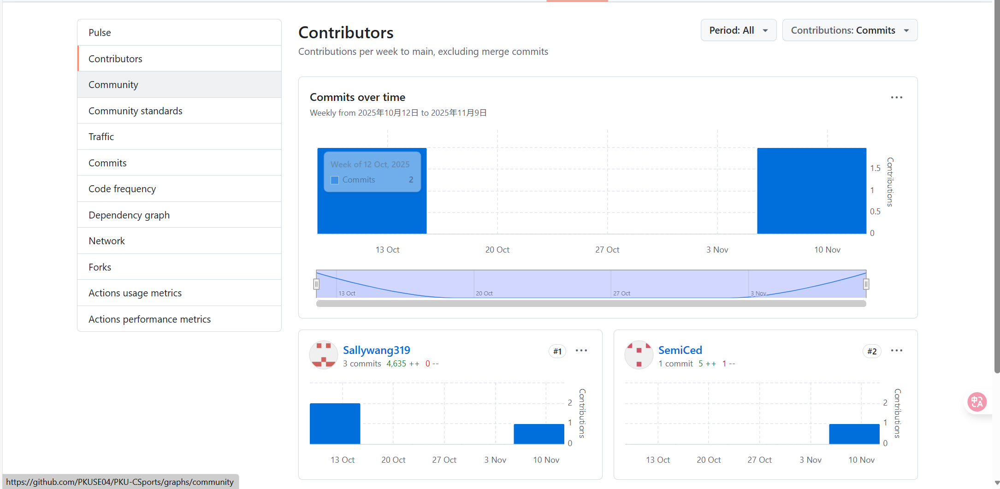 Pulse
Contributors
Community
Community standards
Traffic
Commits
Code frequency
Dependency graph
Network
Forks
Actions usage metrics
Actions performance metrics
Contributors
Contributions per week to main, excluding merge commits
Period: All
Contributions: Commits
Commits over time
Weekly from 2025年10月12日 to 2025年11月9日
Week of 12 Oct, 2025
Commits 2
1.5
1
0.5
0
Contributions
13 Oct 20 Oct 27 Oct 3 Nov 10 Nov
13 Oct 20 Oct 27 Oct 3 Nov
Sallywang319
#1
3 commits 4,635 ++ 0 --
2
1
0
Contributions
13 Oct 20 Oct 27 Oct 3 Nov 10 Nov
SemiCed
#2
1 commit 5 ++ 1 --
2
1
0
Contributions
13 Oct 20 Oct 27 Oct 3 Nov 10 Nov
中A
https://github.com/PKUSE04/PKU-CSports/graphs/community